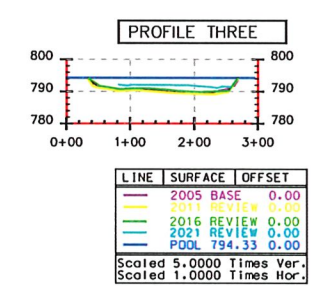 PROFILE THREE
800 800
790 790
780 780
0+00 1+00 2+00 3+00
LINE SURFACE OFFSET
2005 BASE 0.00
2011 REVIEW 0.00
2016 REVIEW 0.00
2021 REVIEW 0.00
POOL 794.33 0.00
Scaled 5.0000 Times Ver.
Scaled 1.0000 Times Hor.